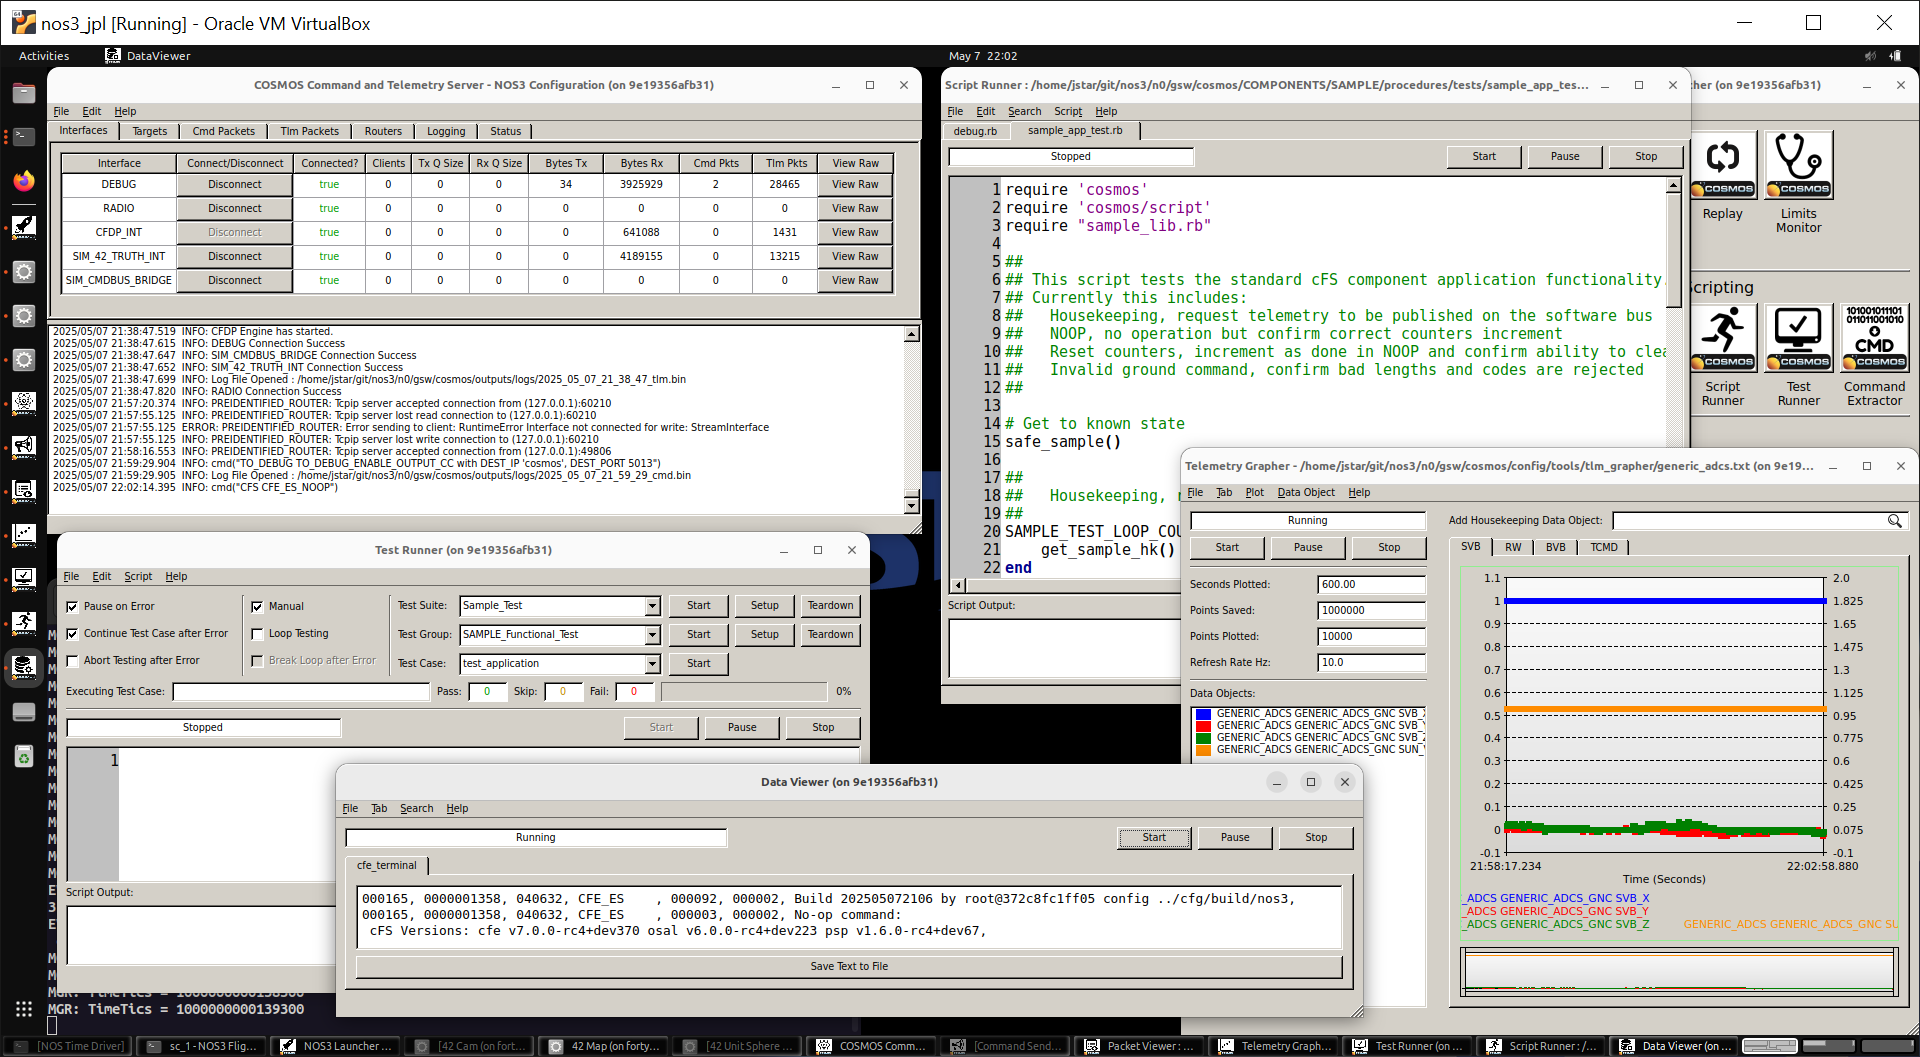 nos3_jpl [Running] - Oracle VM VirtualBox
Activities
DataViewer
May 7 22:02
COSMOS Command and Telemetry Server - NOS3 Configuration (on 9e19356afb31)
File Edit Help
Interfaces Targets Cmd Packets Tlm Packets Routers Logging Status
Interface Connect/Disconnect Connected? Clients Tx Q Size Rx Q Size Bytes Tx Bytes Rx Cmd Pkts Tlm Pkts View Raw
DEBUG Disconnect true 0 0 0 34 3925929 2 28465 View Raw
RADIO Disconnect true 0 0 0 0 0 0 0 View Raw
CFDP_INT Disconnect true 0 0 0 0 641088 0 1431 View Raw
SIM_42_TRUTH_INT Disconnect true 0 0 0 0 4189155 0 13215 View Raw
SIM_CMDBUS_BRIDGE Disconnect true 0 0 0 0 0 0 0 View Raw
2025/05/07 21:38:47.519 INFO: CFDP Engine has started.
2025/05/07 21:38:47.615 INFO: DEBUG Connection Success
2025/05/07 21:38:47.647 INFO: SIM_CMDBUS_BRIDGE Connection Success
2025/05/07 21:38:47.652 INFO: SIM_42_TRUTH_INT Connection Success
2025/05/07 21:38:47.699 INFO: Log File Opened : /home/jstar/git/nos3/n0/gsw/cosmos/outputs/logs/2025_05_07_21_38_47_tlm.bin
2025/05/07 21:38:47.820 INFO: RADIO Connection Success
2025/05/07 21:57:20.374 INFO: PREIDENTIFIED_ROUTER: Tcpip server accepted connection from (127.0.0.1):60210
2025/05/07 21:57:55.125 INFO: PREIDENTIFIED_ROUTER: Tcpip server lost read connection to (127.0.0.1):60210
2025/05/07 21:57:55.125 ERROR: PREIDENTIFIED_ROUTER: Error sending to client: RuntimeError Interface not connected for write: StreamInterface
2025/05/07 21:57:55.125 INFO: PREIDENTIFIED_ROUTER: Tcpip server lost write connection to (127.0.0.1):60210
2025/05/07 21:58:16.553 INFO: PREIDENTIFIED_ROUTER: Tcpip server accepted connection from (127.0.0.1):49806
2025/05/07 21:59:29.904 INFO: cmd("TO_DEBUG TO_DEBUG_ENABLE_OUTPUT_CC with DEST_IP 'cosmos', DEST_PORT 5013")
2025/05/07 21:59:29.905 INFO: Log File Opened : /home/jstar/git/nos3/n0/gsw/cosmos/outputs/logs/2025_05_07_21_59_29_cmd.bin
2025/05/07 22:02:14.395 INFO: cmd("CFS CFE_ES_NOOP")
Script Runner : /home/jstar/git/nos3/n0/gsw/cosmos/COMPONENTS/SAMPLE/procedures/tests/sample_app_tes...
File Edit Search Script Help
debug.rb sample_app_test.rb
Stopped
Start Pause Stop
1 require 'cosmos'
2 require 'cosmos/script'
3 require "sample_lib.rb"
4
5 ##
6 ## This script tests the standard cFS component application functionality.
7 ## Currently this includes:
8 ##   Housekeeping, request telemetry to be published on the software bus
9 ##   NOOP, no operation but confirm correct counters increment
10 ##   Reset counters, increment as done in NOOP and confirm ability to clea
11 ##   Invalid ground command, confirm bad lengths and codes are rejected
12 ##
13
14 # Get to known state
15 safe_sample()
16
17 ##
18 ##   Housekeeping, r
19 ##
20 SAMPLE_TEST_LOOP_COU
21     get_sample_hk()
22 end
Script Output:
cher (on 9e19356afb31)
COSMOS
COSMOS
Replay
Limits
Monitor
Scripting
COSMOS
COSMOS
101001011101
011011001010
CMD
COSMOS
Script
Runner
Test
Runner
Command
Extractor
Test Runner (on 9e19356afb31)
File Edit Script Help
Pause on Error
Continue Test Case after Error
Abort Testing after Error
Manual
Loop Testing
Break Loop after Error
Test Suite: Sample_Test Start Setup Teardown
Test Group: SAMPLE_Functional_Test Start Setup Teardown
Test Case: test_application Start
Executing Test Case: Pass: 0 Skip: 0 Fail: 0 0%
Stopped
Start Pause Stop
1
Script Output:
Telemetry Grapher - /home/jstar/git/nos3/n0/gsw/cosmos/config/tools/tlm_grapher/generic_adcs.txt (on 9e19...
File Tab Plot Data Object Help
Running
Add Housekeeping Data Object:
Start Pause Stop
SVB RW BVB TCMD
Seconds Plotted: 600.00
Points Saved: 1000000
Points Plotted: 10000
Refresh Rate Hz: 10.0
Data Objects:
GENERIC_ADCS GENERIC_ADCS_GNC SVB_X
GENERIC_ADCS GENERIC_ADCS_GNC SVB_Y
GENERIC_ADCS GENERIC_ADCS_GNC SVB_Z
GENERIC_ADCS GENERIC_ADCS_GNC SUN_V
1.1 2.0
1 1.825
0.9 1.65
0.8 1.475
0.7 1.3
0.6 1.125
0.5 0.95
0.4 0.775
0.3 0.6
0.2 0.425
0.1 0.25
0 0.075
-0.1 -0.1
21:58:17.234 22:02:58.880
Time (Seconds)
_ADCS GENERIC_ADCS_GNC SVB_X
_ADCS GENERIC_ADCS_GNC SVB_Y
_ADCS GENERIC_ADCS_GNC SVB_Z
GENERIC_ADCS GENERIC_ADCS_GNC SU
Data Viewer (on 9e19356afb31)
File Tab Search Help
Running
Start Pause Stop
cfe_terminal
000165, 0000001358, 040632, CFE_ES    , 000092, 000002, Build 202505072106 by root@372c8fc1ff05 config ../cfg/build/nos3,
000165, 0000001358, 040632, CFE_ES    , 000003, 000002, No-op command:
cFS Versions: cfe v7.0.0-rc4+dev370 osal v6.0.0-rc4+dev223 psp v1.6.0-rc4+dev67,
Save Text to File
MGR: TimeTics = 1000000000138300
MGR: TimeTics = 1000000000139300
[NOS Time Driver]
sc_1 - NOS3 Flig...
NOS3 Launcher ...
[42 Cam (on fort...
42 Map (on forty...
[42 Unit Sphere ...
COSMOS Comm...
[Command Send...
Packet Viewer : ...
Telemetry Graph...
Test Runner (on ...
Script Runner : /...
Data Viewer (on ...